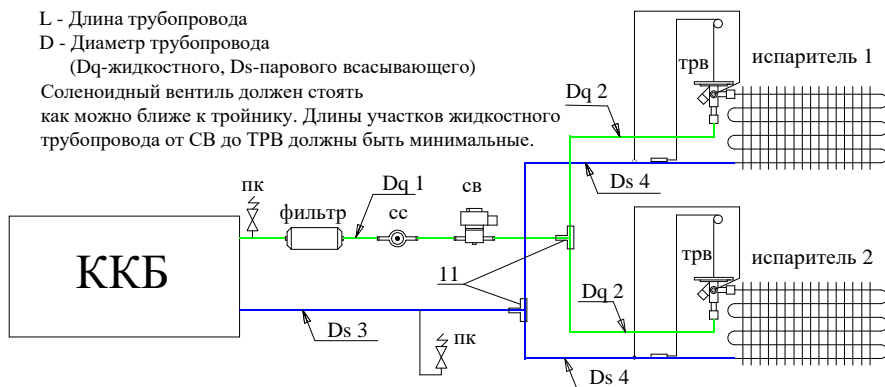 L - Длина трубопровода
D - Диаметр трубопровода
(Dq-жидкостного, Ds-парового всасывающего)
Соленоидный вентиль должен стоять
как можно ближе к тройнику. Длины участков жидкостного
трубопровода от СВ до ТРВ должны быть минимальные.
трв
испаритель 1
Dq 2
Ds 4
пк
фильтр
Dq 1
сс
св
ККБ
11
трв
испаритель 2
Dq 2
Ds 3
пк
Ds 4